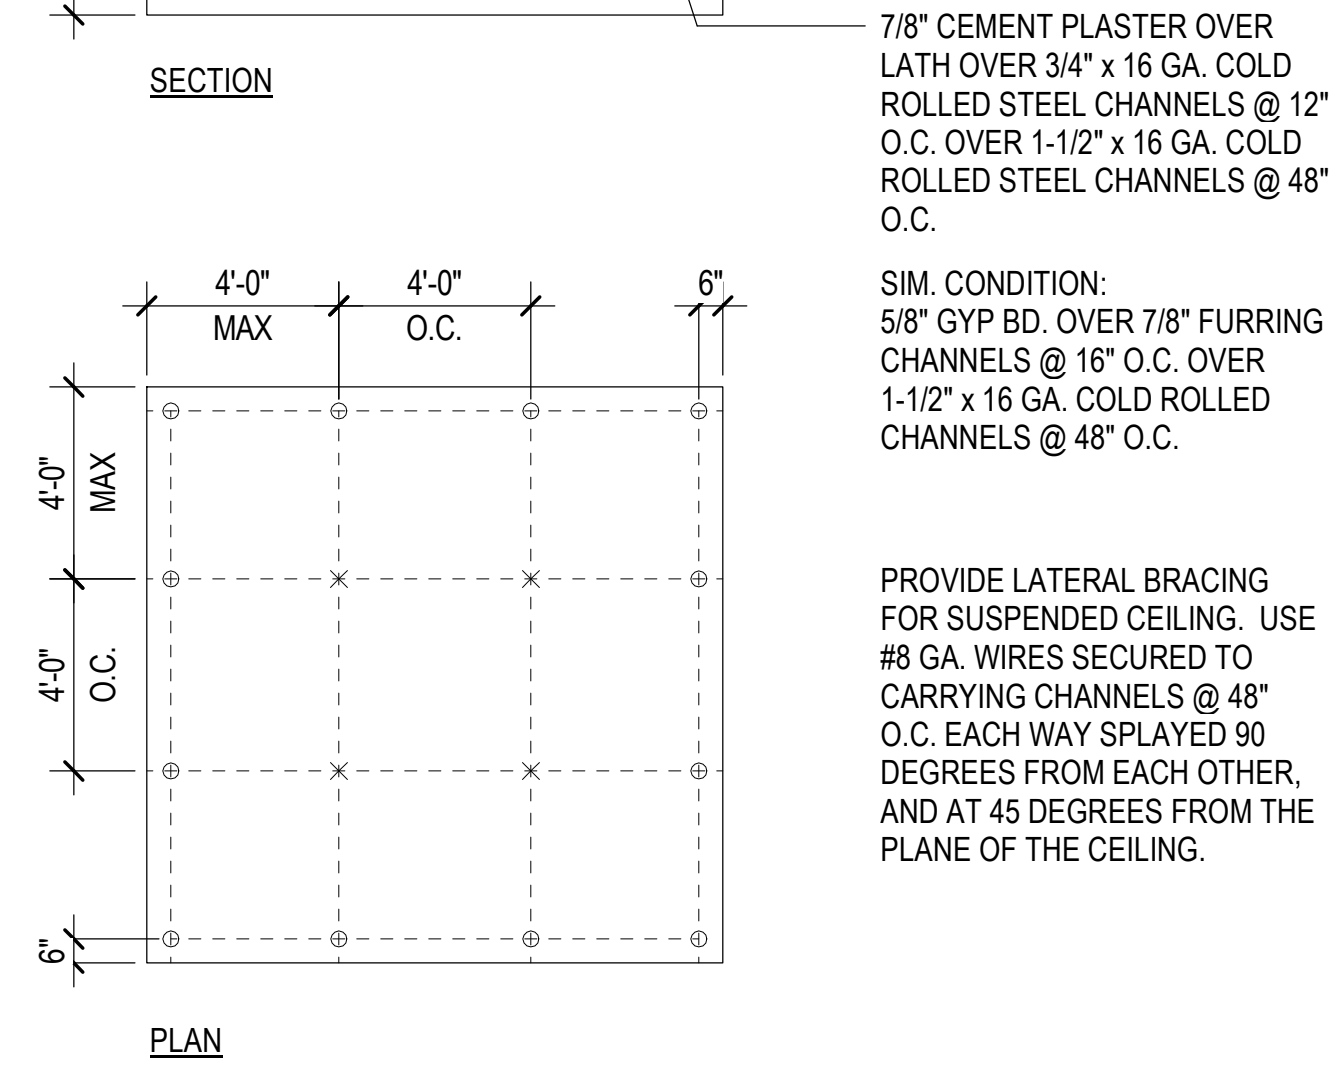 7/8" CEMENT PLASTER OVER
LATH OVER 3/4" x 16 GA. COLD
ROLLED STEEL CHANNELS @ 12"
O.C. OVER 1-1/2" x 16 GA. COLD
ROLLED STEEL CHANNELS @ 48"
O.C.
SECTION
SIM. CONDITION:
5/8" GYP BD. OVER 7/8" FURRING
CHANNELS @ 16" O.C. OVER
1-1/2" x 16 GA. COLD ROLLED
CHANNELS @ 48" O.C.
4'-0"
MAX
4'-0"
O.C.
6"
4'-0"
MAX
4'-0"
O.C.
6"
PROVIDE LATERAL BRACING
FOR SUSPENDED CEILING.  USE
#8 GA. WIRES SECURED TO
CARRYING CHANNELS @ 48"
O.C. EACH WAY SPLAYED 90
DEGREES FROM EACH OTHER,
AND AT 45 DEGREES FROM THE
PLANE OF THE CEILING.
PLAN